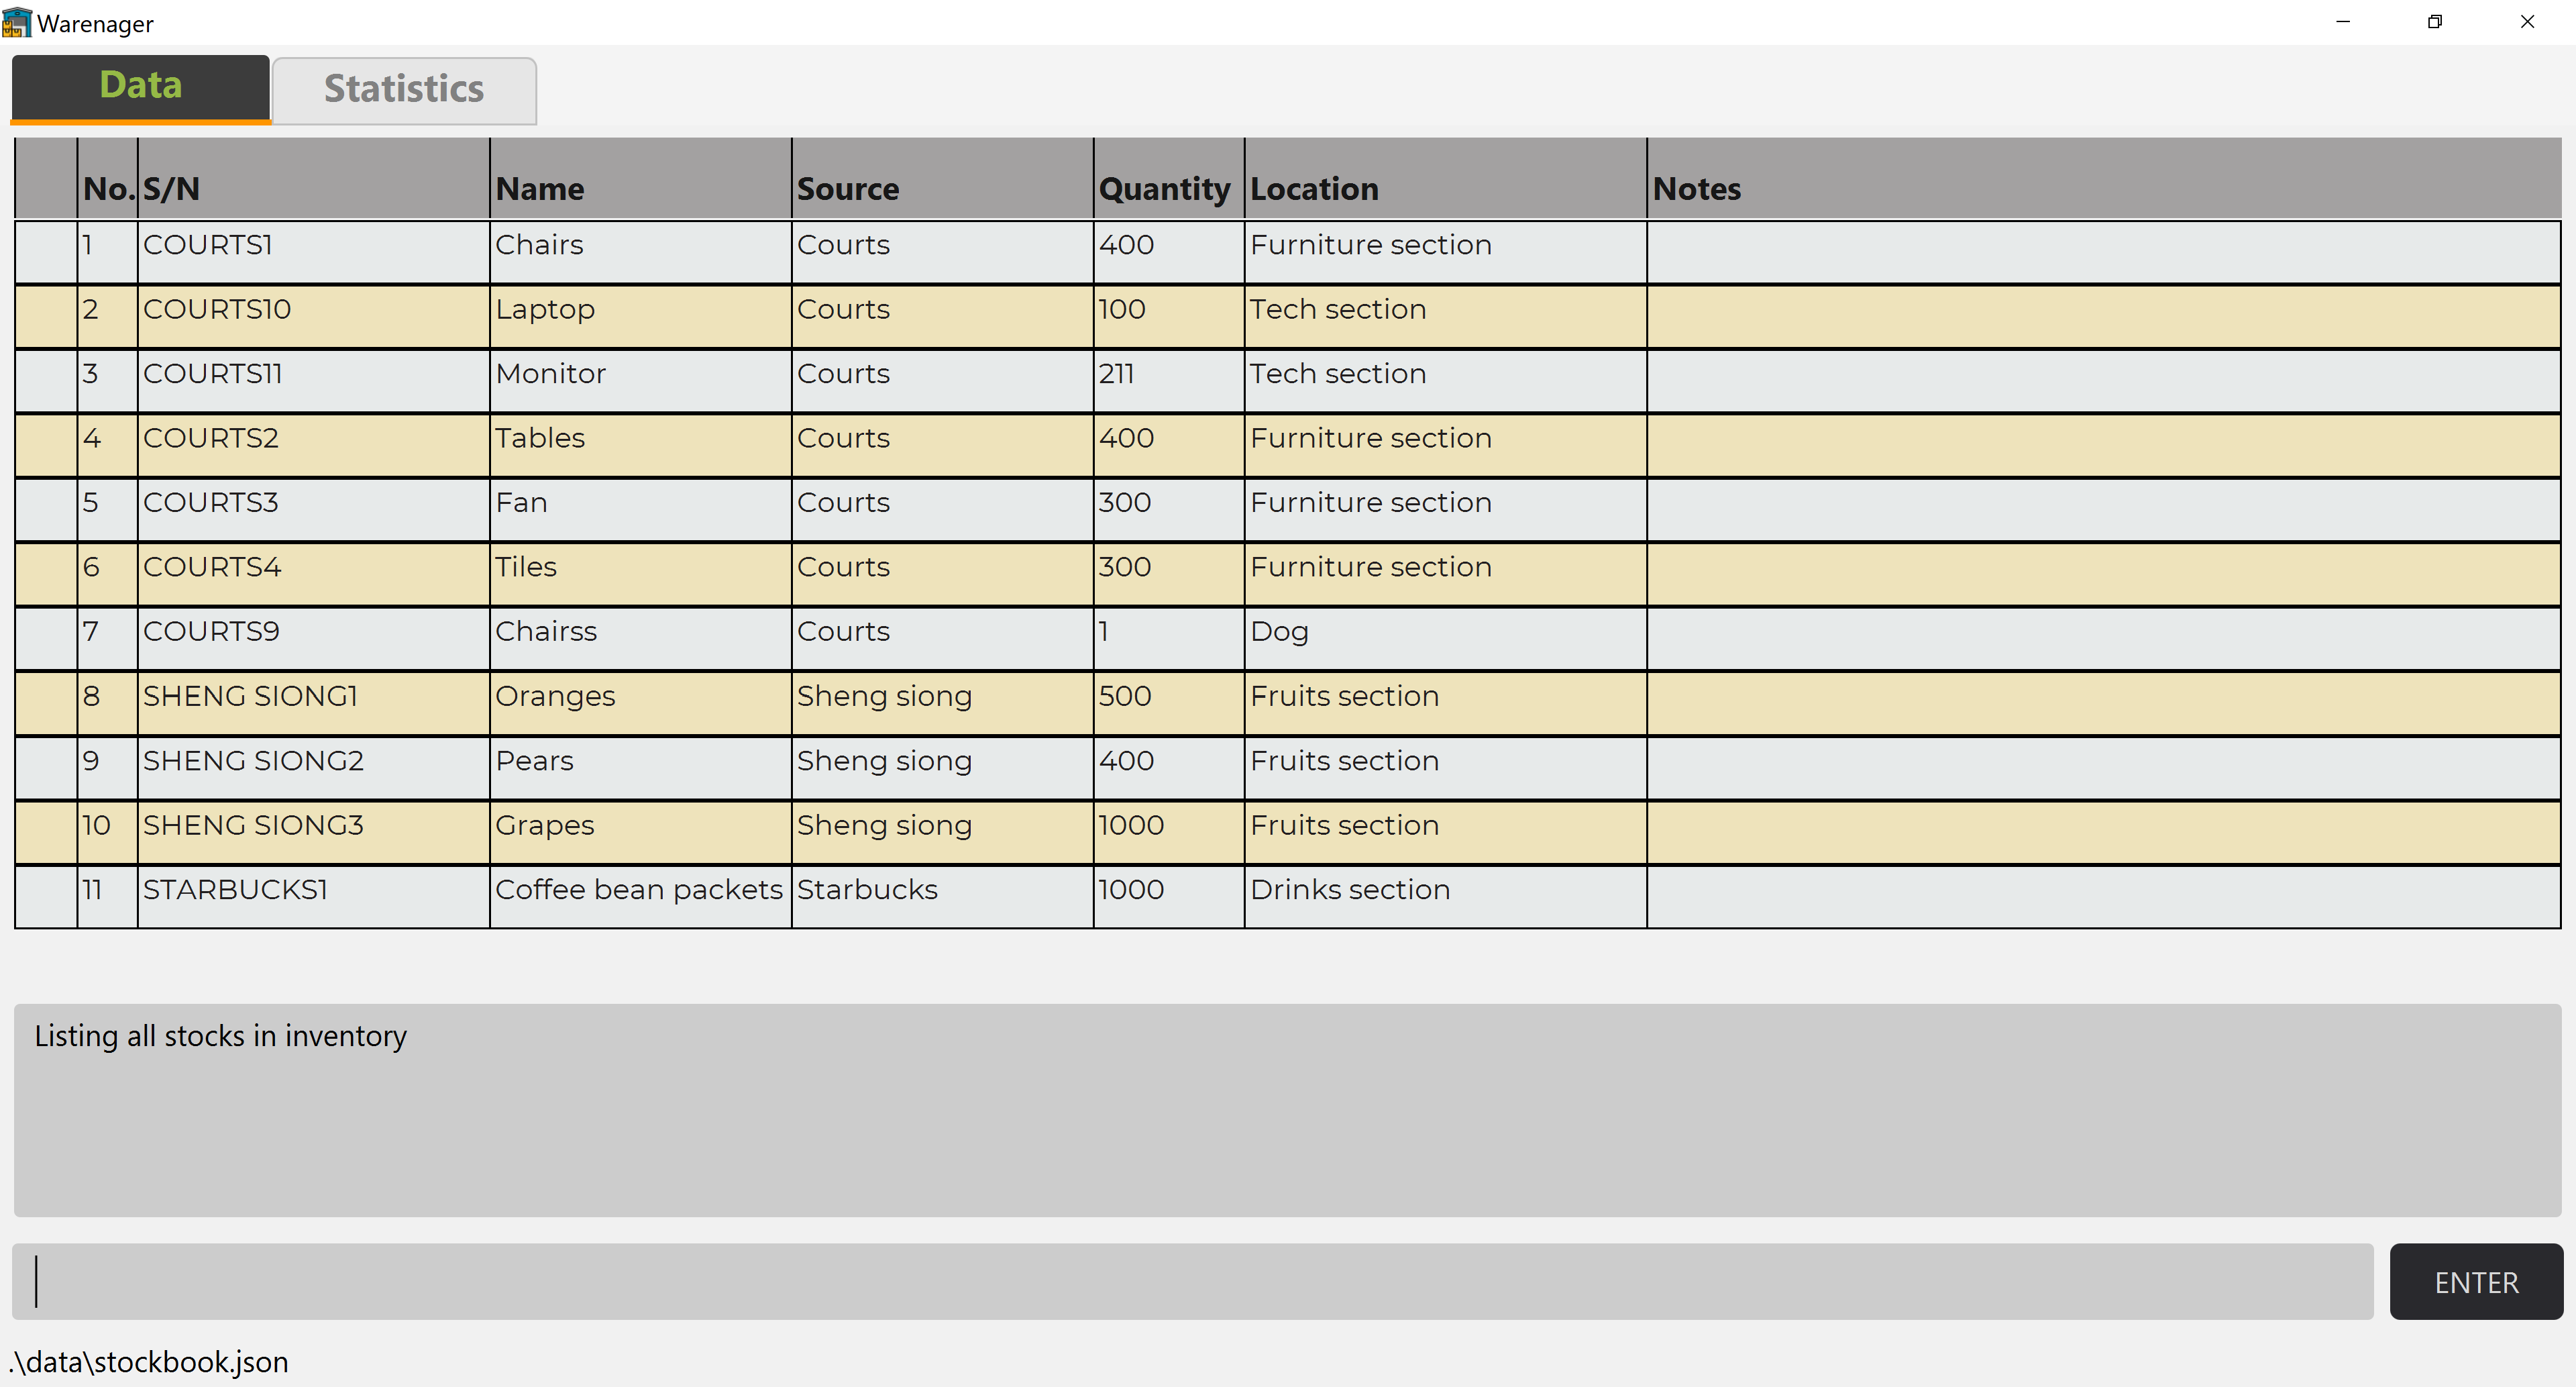 Warenager
Data Statistics
No. S/N Name Source Quantity Location Notes
1 COURTS1 Chairs Courts 400 Furniture section
2 COURTS10 Laptop Courts 100 Tech section
3 COURTS11 Monitor Courts 211 Tech section
4 COURTS2 Tables Courts 400 Furniture section
5 COURTS3 Fan Courts 300 Furniture section
6 COURTS4 Tiles Courts 300 Furniture section
7 COURTS9 Chairss Courts 1 Dog
8 SHENG SIONG1 Oranges Sheng siong 500 Fruits section
9 SHENG SIONG2 Pears Sheng siong 400 Fruits section
10 SHENG SIONG3 Grapes Sheng siong 1000 Fruits section
11 STARBUCKS1 Coffee bean packets Starbucks 1000 Drinks section
Listing all stocks in inventory
ENTER
.\data\stockbook.json